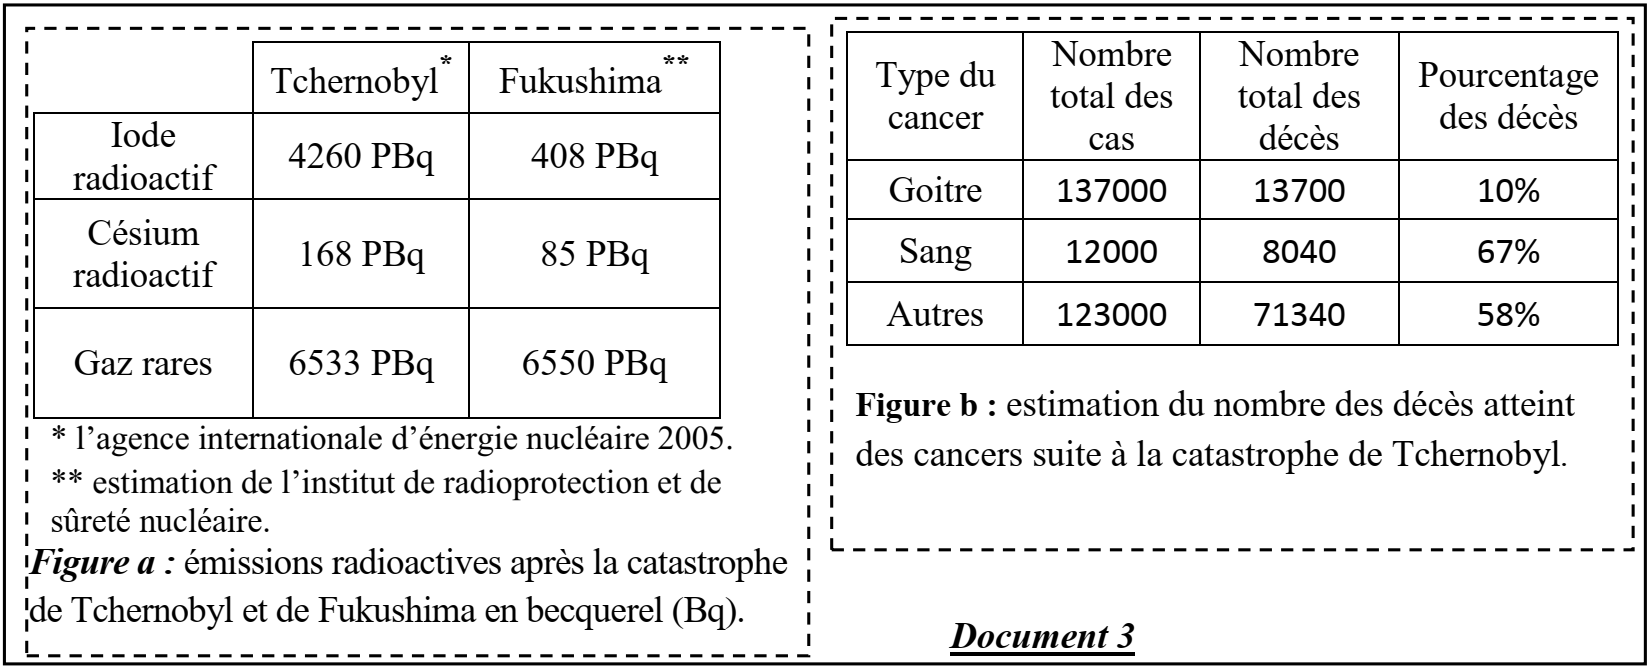 Tchernobyl* Fukushima**
Iode
radioactif
4260 PBq 408 PBq
Césium
radioactif
168 PBq 85 PBq
Gaz rares 6533 PBq 6550 PBq
* l’agence internationale d’énergie nucléaire 2005.
** estimation de l’institut de radioprotection et de
sûreté nucléaire.
Figure a : émissions radioactives après la catastrophe
de Tchernobyl et de Fukushima en becquerel (Bq).
Type du
cancer
Nombre
total des
cas
Nombre
total des
décès
Pourcentage
des décès
Goitre 137000 13700 10%
Sang 12000 8040 67%
Autres 123000 71340 58%
Figure b : estimation du nombre des décès atteint
des cancers suite à la catastrophe de Tchernobyl.
Document 3